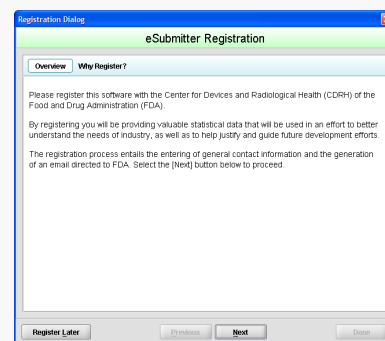 Registration Dialog
eSubmitter Registration
Overview Why Register?
Please register this software with the Center for Devices and Radiological Health (CDRH) of the
Food and Drug Administration (FDA).
By registering you will be providing valuable statistical data that will be used in an effort to better
understand the needs of industry, as well as to help justify and guide future development efforts.
The registration process entails the entering of general contact information and the generation
of an email directed to FDA. Select the [Next] button below to proceed.
Register Later Previous Next Done